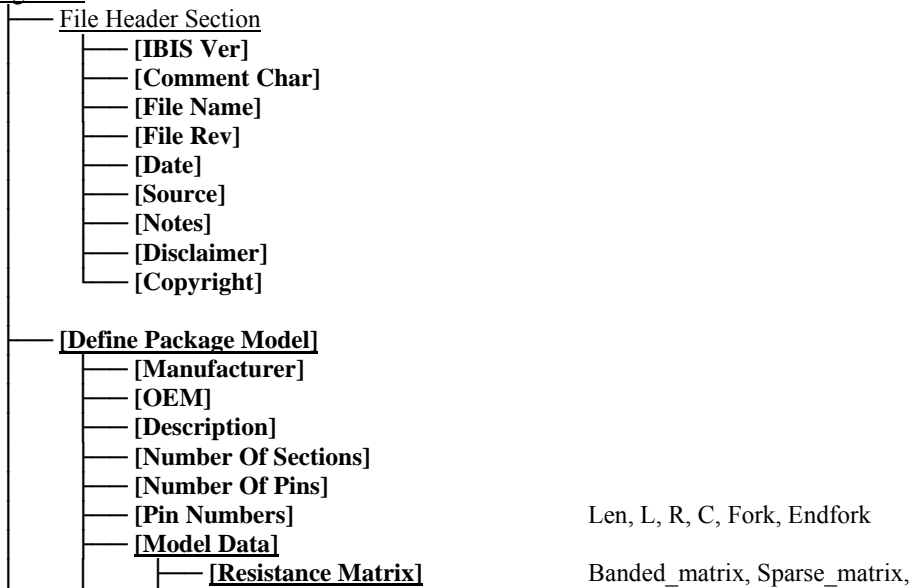 File Header Section
[IBIS Ver]
[Comment Char]
[File Name]
[File Rev]
[Date]
[Source]
[Notes]
[Disclaimer]
[Copyright]
[Define Package Model]
[Manufacturer]
[OEM]
[Description]
[Number Of Sections]
[Number Of Pins]
[Pin Numbers] Len, L, R, C, Fork, Endfork
[Model Data]
[Resistance Matrix] Banded_matrix, Sparse_matrix,